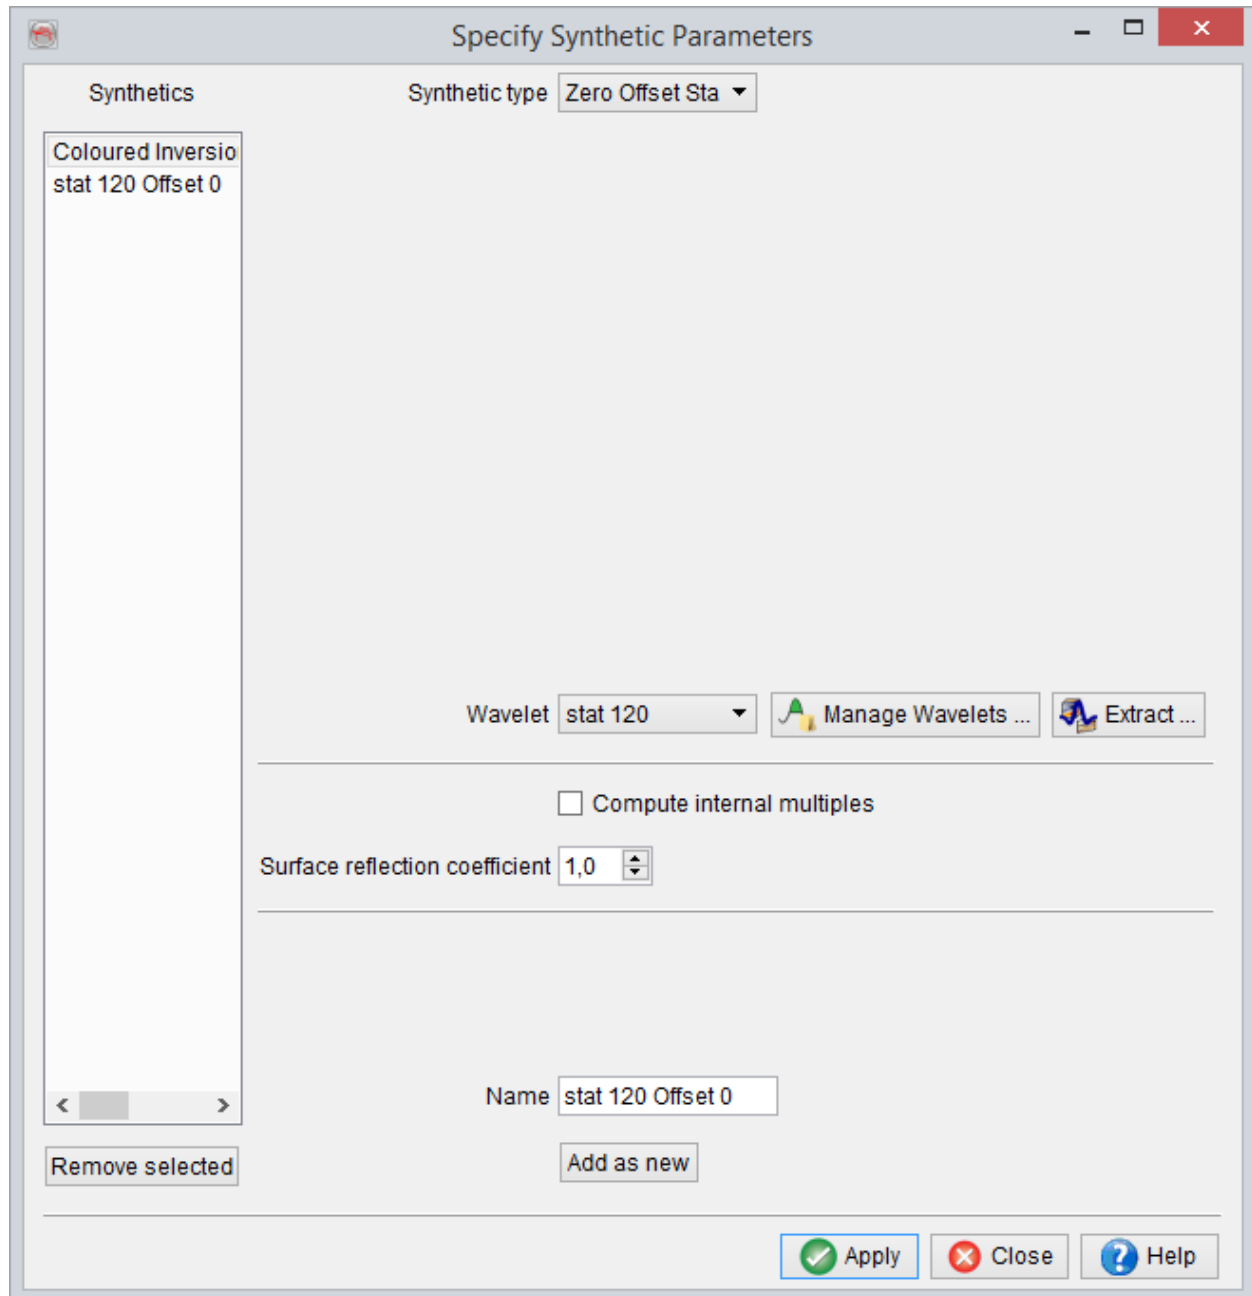 Specify Synthetic Parameters
Synthetics
Synthetic type Zero Offset Sta
Coloured Inversio
stat 120 Offset 0
Wavelet stat 120 Manage Wavelets ... Extract ...
Compute internal multiples
Surface reflection coefficient 1,0
Name stat 120 Offset 0
Remove selected
Add as new
Apply Close Help